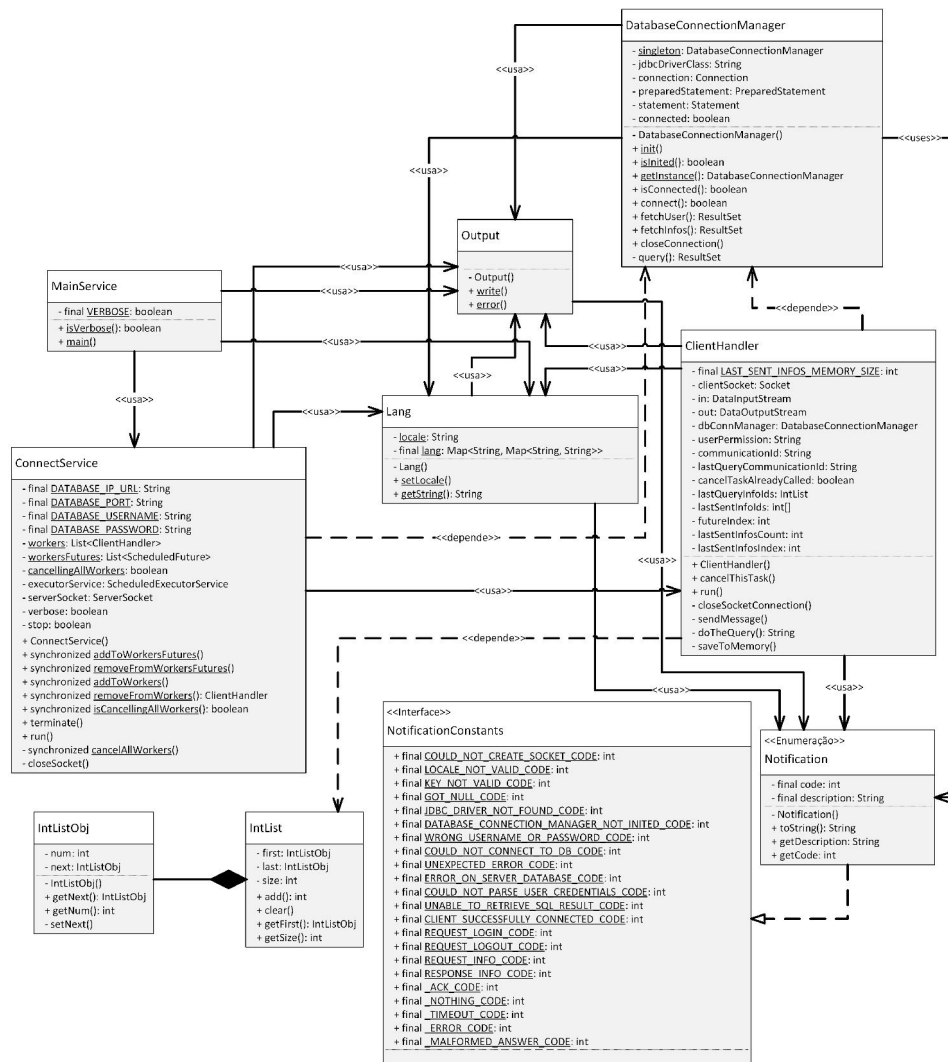 DatabaseConnectionManager
- singleton: DatabaseConnectionManager
- jdbcDriverClass: String
- connection: Connection
- preparedStatement: PreparedStatement
- statement: Statement
- connected: boolean
- DatabaseConnectionManager()
+ init()
+ isInited(): boolean
+ getInstance(): DatabaseConnectionManager
+ isConnected(): boolean
+ connect(): boolean
+ fetchUser(): ResultSet
+ fetchInfos(): ResultSet
+ closeConnection()
- query(): ResultSet
<<usa>>
<<uses>>
<<usa>>
Output
- Output()
+ write()
+ error()
<<usa>>
<<usa>>
MainService
- final VERBOSE: boolean
+ isVerbose(): boolean
+ main()
<<depende>>
<<usa>>
<<usa>>
<<usa>>
<<usa>>
<<usa>>
ClientHandler
- final LAST_SENT_INFOS_MEMORY_SIZE: int
- clientSocket: Socket
- in: DataInputStream
- out: DataOutputStream
- dbConnManager: DatabaseConnectionManager
- userPermission: String
- communicationId: String
- lastQueryCommunicationId: String
- cancelTaskAlreadyCalled: boolean
- lastQueryInfoIds: IntList
- lastSentInfoIds: int[]
- futureIndex: int
- lastSentInfosCount: int
- lastSentInfosIndex: int
+ ClientHandler()
+ cancelThisTask()
+ run()
- closeSocketConnection()
- sendMessage()
- doTheQuery(): String
- saveToMemory()
Lang
- locale: String
- final lang: Map<String, Map<String, String>>
- Lang()
+ setLocale()
+ getString(): String
<<usa>>
ConnectService
- final DATABASE_IP_URL: String
- final DATABASE_PORT: String
- final DATABASE_USERNAME: String
- final DATABASE_PASSWORD: String
- workers: List<ClientHandler>
- workersFutures: List<ScheduledFuture>
- cancellingAllWorkers: boolean
- executorService: ScheduledExecutorService
- serverSocket: ServerSocket
- verbose: boolean
- stop: boolean
+ ConnectService()
+ synchronized addToWorkersFutures()
+ synchronized removeFromWorkersFutures()
+ synchronized addToWorkers()
+ synchronized removeFromWorkers(): ClientHandler
+ synchronized isCancellingAllWorkers(): boolean
+ terminate()
+ run()
- synchronized cancelAllWorkers()
- closeSocket()
<<depende>>
<<usa>>
<<usa>>
<<depende>>
<<usa>>
<<usa>>
<<Interface>>
NotificationConstants
+ final COULD_NOT_CREATE_SOCKET_CODE: int
+ final LOCALE_NOT_VALID_CODE: int
+ final KEY_NOT_VALID_CODE: int
+ final GOT_NULL_CODE: int
+ final JDBC_DRIVER_NOT_FOUND_CODE: int
+ final DATABASE_CONNECTION_MANAGER_NOT_INITED_CODE: int
+ final WRONG_USERNAME_OR_PASSWORD_CODE: int
+ final COULD_NOT_CONNECT_TO_DB_CODE: int
+ final UNEXPECTED_ERROR_CODE: int
+ final ERROR_ON_SERVER_DATABASE_CODE: int
+ final COULD_NOT_PARSE_USER_CREDENTIALS_CODE: int
+ final UNABLE_TO_RETRIEVE_SQL_RESULT_CODE: int
+ final CLIENT_SUCCESSFULLY_CONNECTED_CODE: int
+ final REQUEST_LOGIN_CODE: int
+ final REQUEST_LOGOUT_CODE: int
+ final REQUEST_INFO_CODE: int
+ final RESPONSE_INFO_CODE: int
+ final _ACK_CODE: int
+ final _NOTHING_CODE: int
+ final _TIMEOUT_CODE: int
+ final _ERROR_CODE: int
+ final _MALFORMED_ANSWER_CODE: int
<<Enumeração>>
Notification
- final code: int
- final description: String
- Notification()
+ toString(): String
+ getDescription: String
+ getCode: int
IntListObj
- num: int
- next: IntListObj
- IntListObj()
+ getNext(): IntListObj
+ getNum(): int
- setNext()
IntList
- first: IntListObj
- last: IntListObj
- size: int
+ add(): int
+ clear()
+ getFirst(): IntListObj
+ getSize(): int